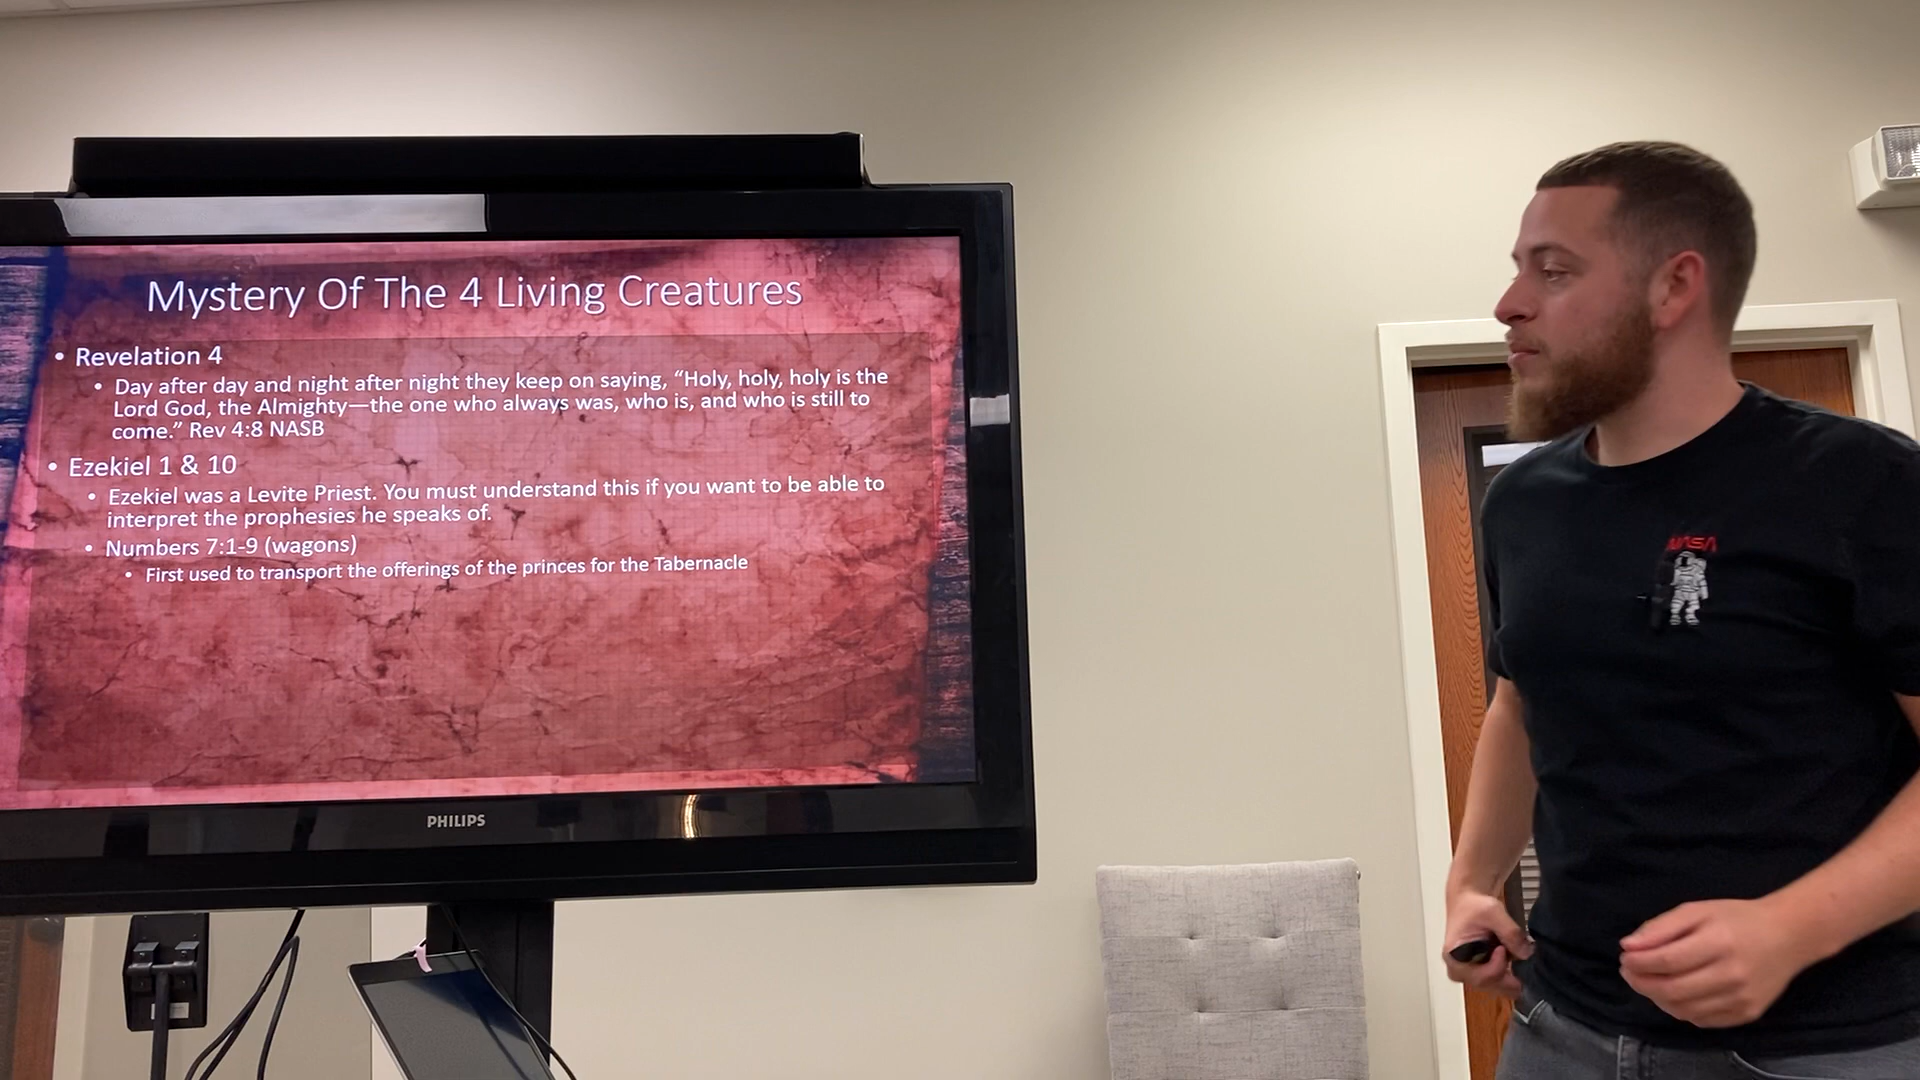 Mystery Of The 4 Living Creatures
• Revelation 4
• Day after day and night after night they keep on saying, “Holy, holy, holy is the
Lord God, the Almighty—the one who always was, who is, and who is still to
come.” Rev 4:8 NASB
• Ezekiel 1 & 10
• Ezekiel was a Levite Priest. You must understand this if you want to be able to
interpret the prophesies he speaks of.
• Numbers 7:1-9 (wagons)
• First used to transport the offerings of the princes for the Tabernacle
PHILIPS
NASA